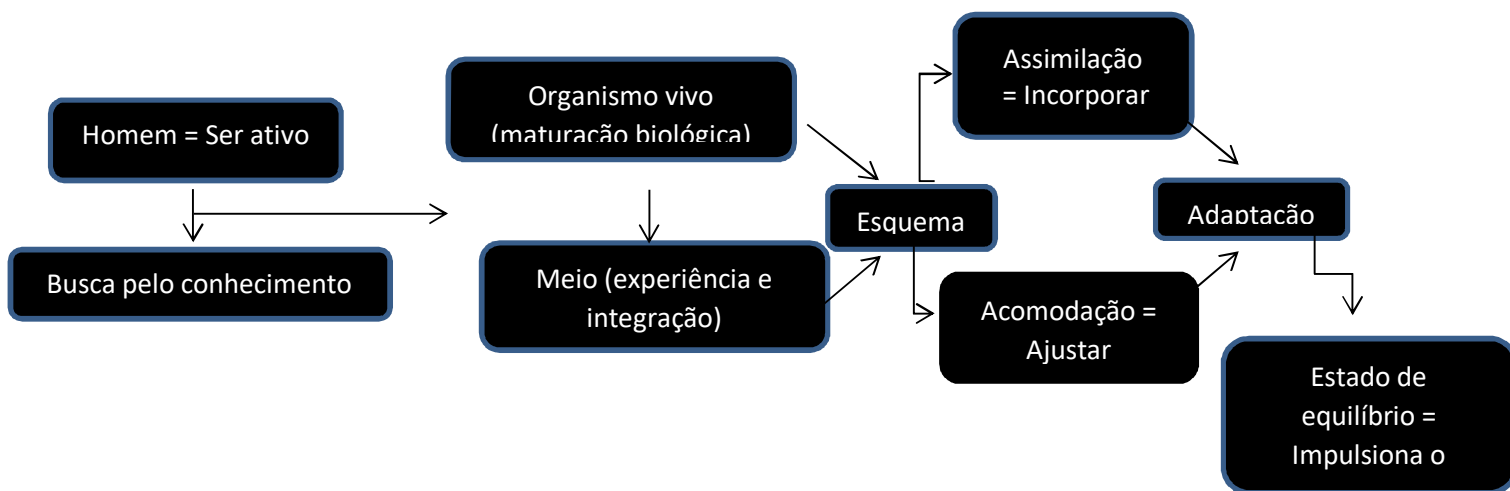 Homem = Ser ativo
Busca pelo conhecimento
Organismo vivo
(maturação biológica)
Meio (experiência e
integração)
Esquema
Assimilação
= Incorporar
Acomodação =
Ajustar
Adaptação
Estado de
equilíbrio =
Impulsiona o